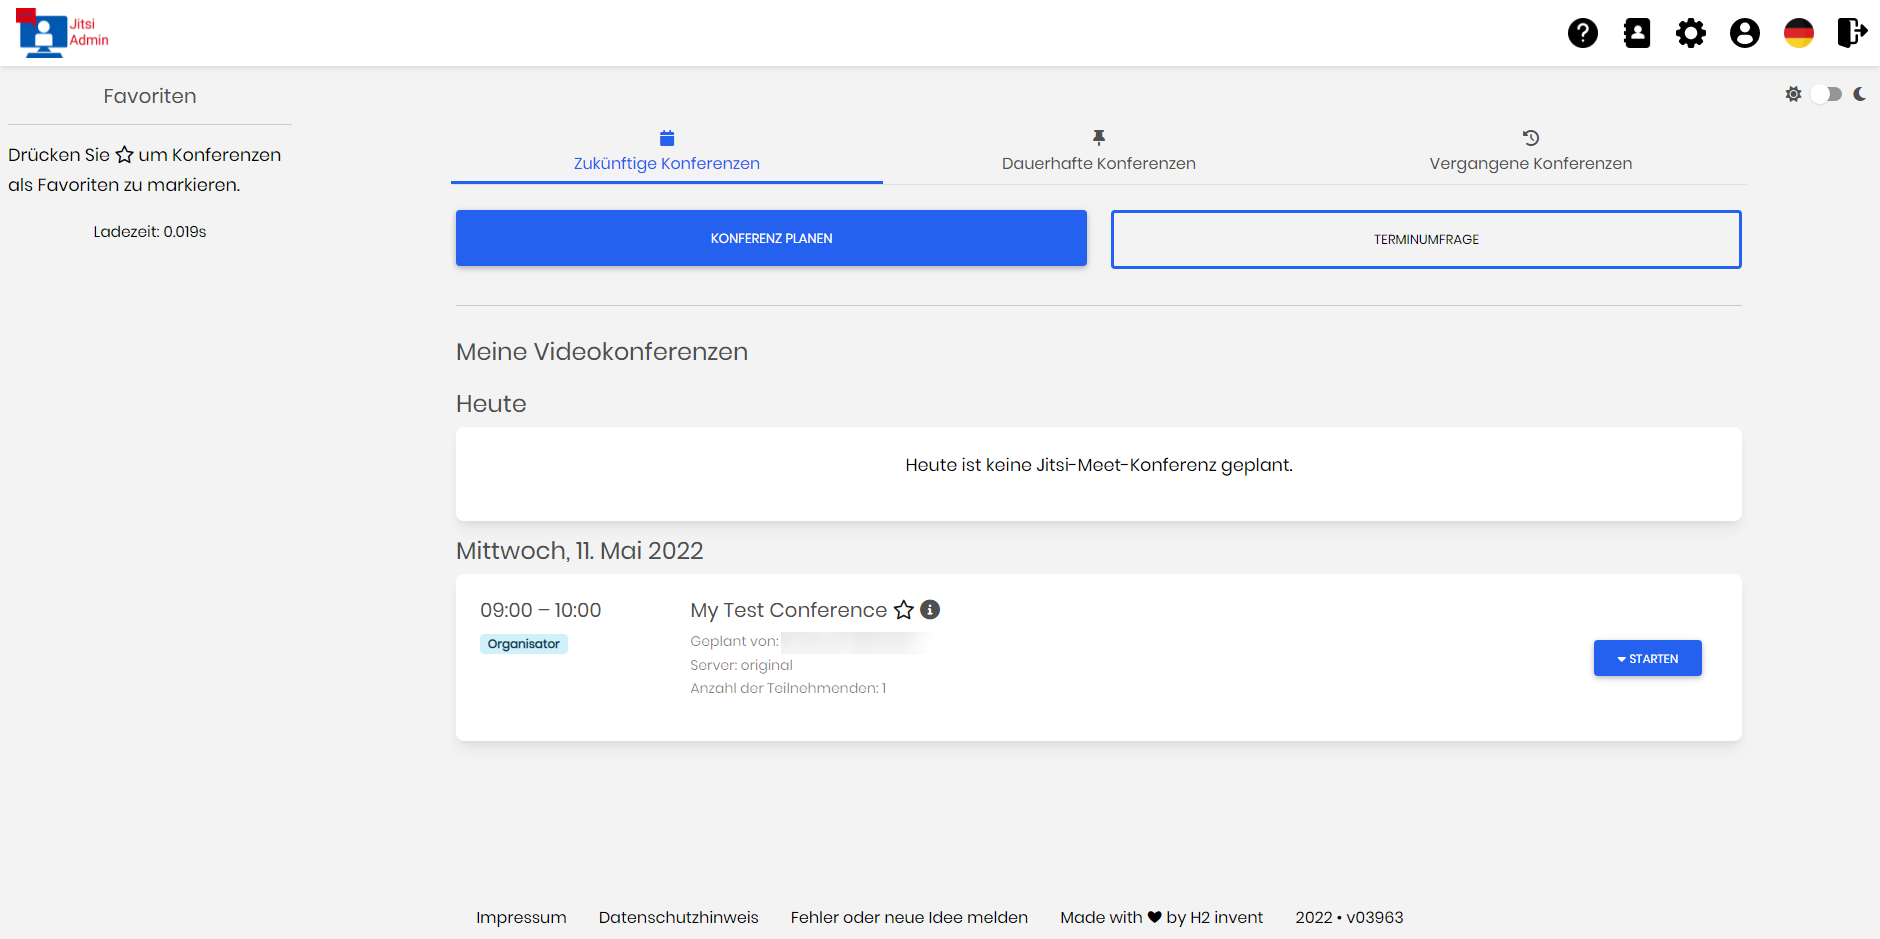 Jitsi
Admin
Favoriten
Drücken Sie um Konferenzen
als Favoriten zu markieren.
Ladezeit: 0.019s
Zukünftige Konferenzen
Dauerhafte Konferenzen
Vergangene Konferenzen
KONFERENZ PLANEN
TERMINUMFRAGE
Meine Videokonferenzen
Heute
Heute ist keine Jitsi-Meet-Konferenz geplant.
Mittwoch, 11. Mai 2022
09:00 – 10:00
Organisator
My Test Conference
Geplant von:
Server: original
Anzahl der Teilnehmenden: 1
STARTEN
Impressum
Datenschutzhinweis
Fehler oder neue Idee melden
Made with ♥ by H2 invent
2022 • v03963